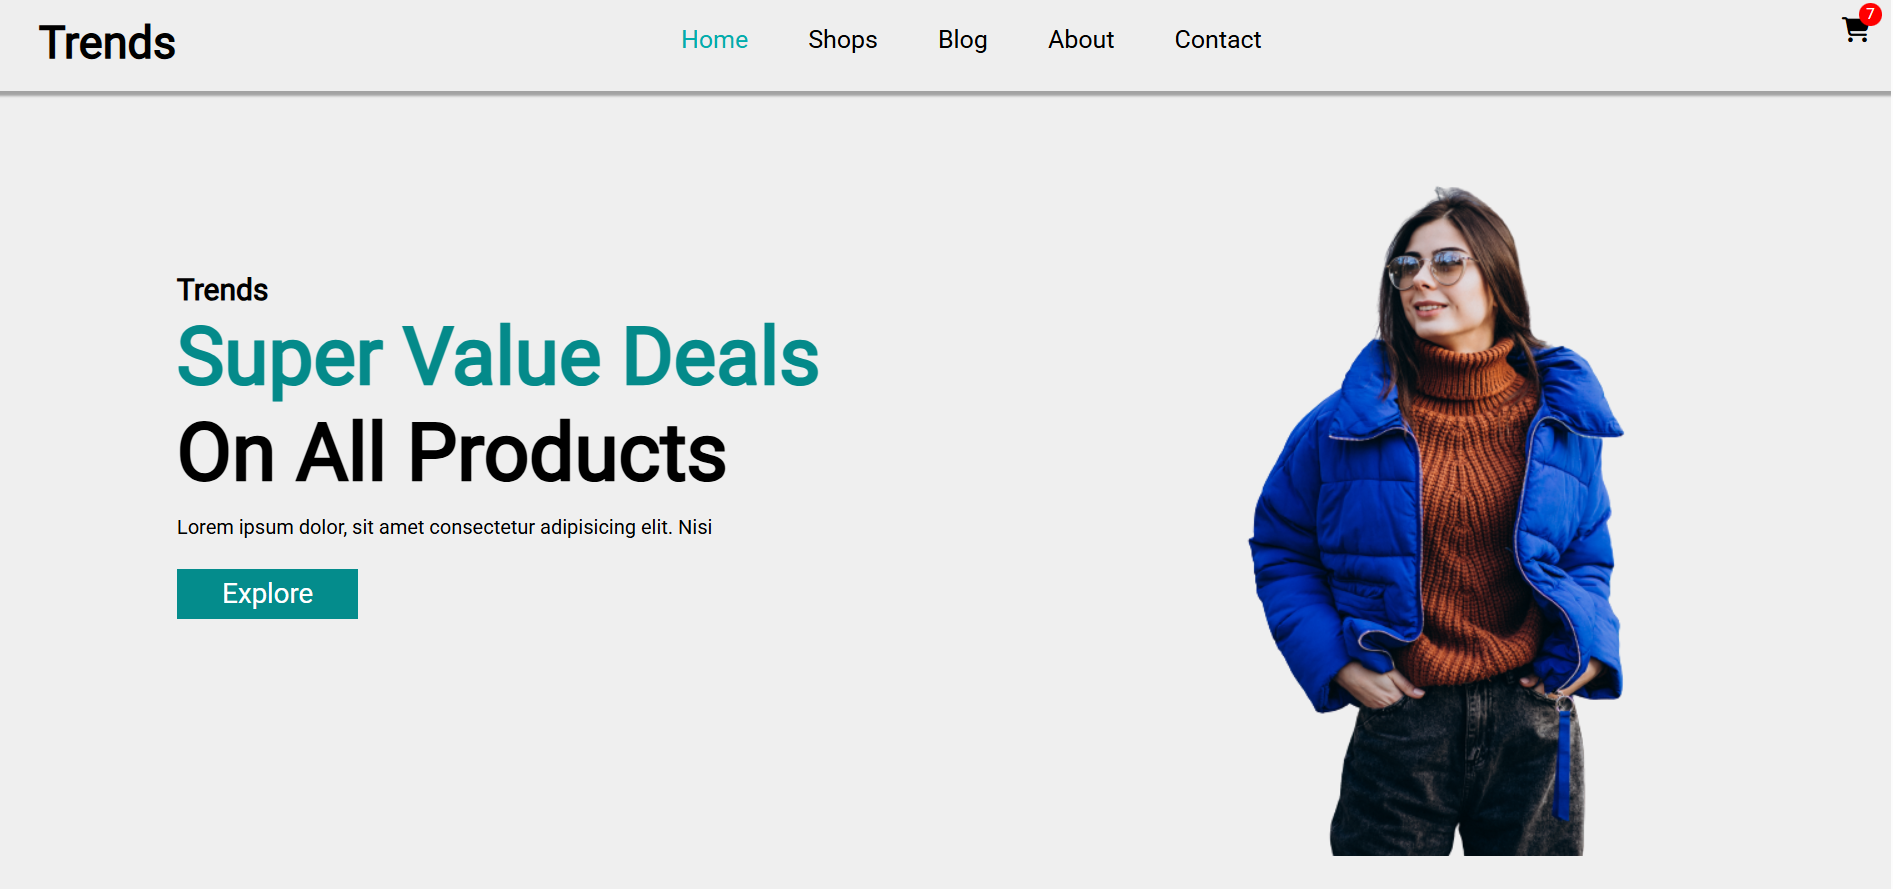 Trends
Home Shops Blog About Contact
7
Trends
Super Value Deals
On All Products
Lorem ipsum dolor, sit amet consectetur adipisicing elit. Nisi
Explore